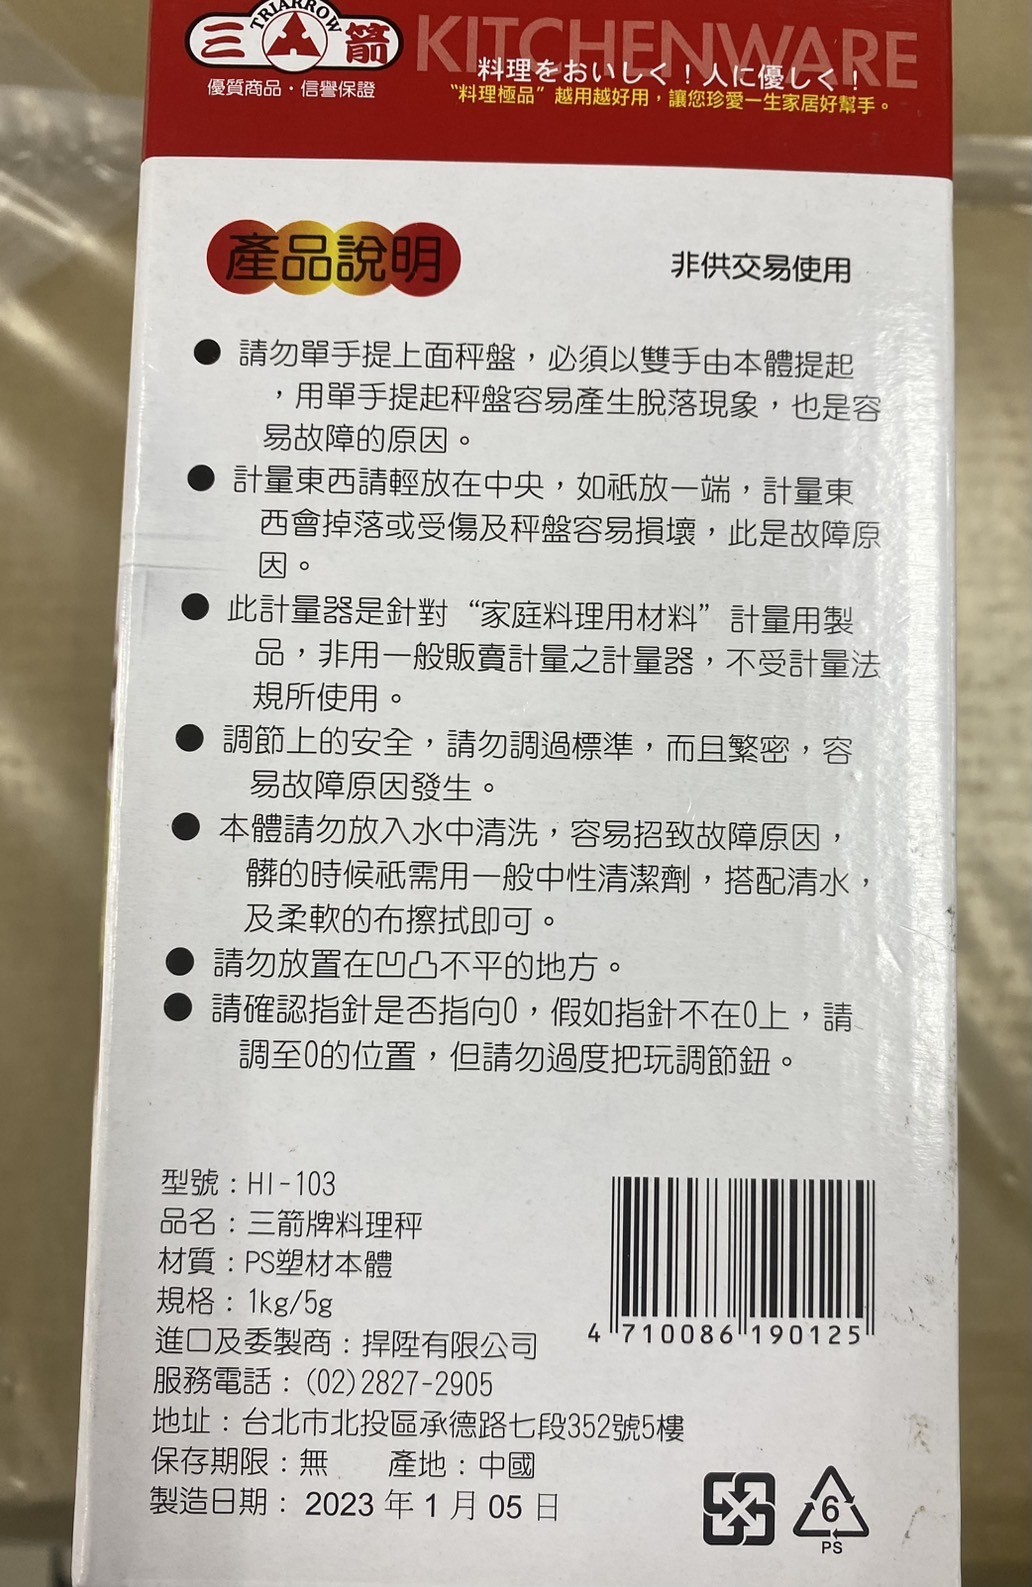 TRIARROW
三箭
KITCHENWARE
優質商品・信譽保證
料理をおいしく！人に優しく！
“料理極品”越用越好用，讓您珍愛一生家居好幫手。
產品說明
非供交易使用
● 請勿單手提上面秤盤，必須以雙手由本體提起
，用單手提起秤盤容易產生脫落現象，也是容
易故障的原因。
● 計量東西請輕放在中央，如祇放一端，計量東
西會掉落或受傷及秤盤容易損壞，此是故障原
因。
● 此計量器是針對“家庭料理用材料”計量用製
品，非用一般販賣計量之計量器，不受計量法
規所使用。
● 調節上的安全，請勿調過標準，而且繁密，容
易故障原因發生。
● 本體請勿放入水中清洗，容易招致故障原因，
髒的時候祇需用一般中性清潔劑，搭配清水，
及柔軟的布擦拭即可。
● 請勿放置在凹凸不平的地方。
● 請確認指針是否指向0，假如指針不在0上，請
調至0的位置，但請勿過度把玩調節鈕。
型號：HI-103
品名：三箭牌料理秤
材質：PS塑材本體
規格：1kg/5g
進口及委製商：捍陞有限公司
服務電話：(02)2827-2905
地址：台北市北投區承德路七段352號5樓
保存期限：無 產地：中國
製造日期：2023 年 1 月 05 日
4 710086 190125
6
PS